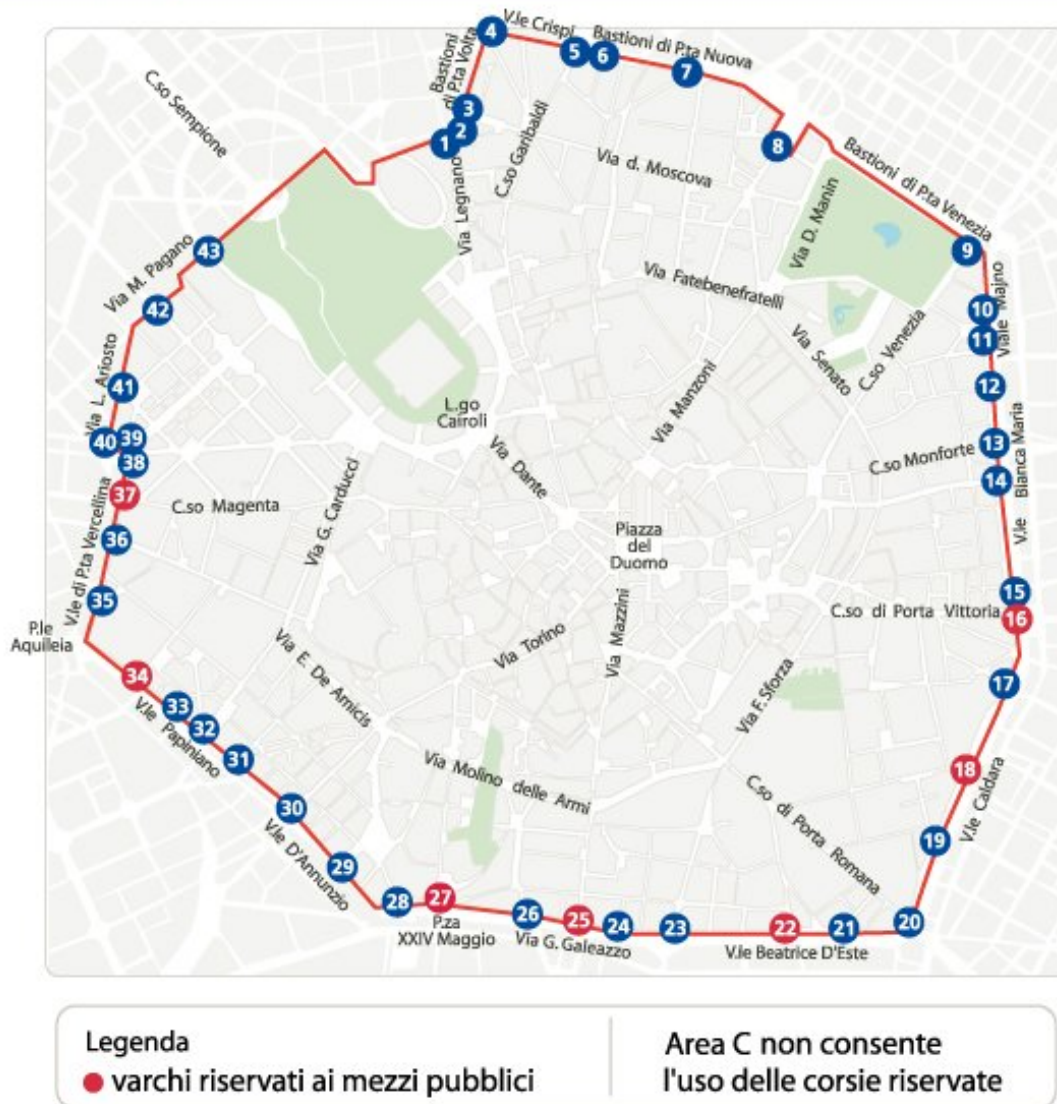 V.le Crispi
Bastioni di P.ta Nuova
4
5
6
7
Bastioni
di P.ta Volta
3
2
1
8
C.so Sempione
C.so Garibaldi
Via d. Moscova
Bastioni di P.ta Venezia
Via Legnano
Via D. Manin
9
43
Via M. Pagano
Via Fatebenefratelli
42
10
11
Viale Majno
Via Senato
C.so Venezia
Via L. Ariosto
41
12
Via Manzoni
L.go
Cairoli
40
39
38
13
C.so Monforte
14
V.le Bianca Maria
Via Dante
37
C.so Magenta
Via G. Carducci
36
V.le di P.ta Vercellina
Piazza
del
Duomo
35
15
C.so di Porta Vittoria
16
P.le
Aquileia
Via Torino
Via Mazzini
34
Via E. De Amicis
Via F. Sforza
17
33
32
V.le Papiniano
31
18
V.le Caldara
Via Molino delle Armi
C.so di Porta Romana
30
19
V.le D'Annunzio
29
28
27
26
25
24
23
22
21
20
P.za
XXIV Maggio
Via G. Galeazzo
V.le Beatrice D'Este
Legenda
varchi riservati ai mezzi pubblici
Area C non consente
l'uso delle corsie riservate